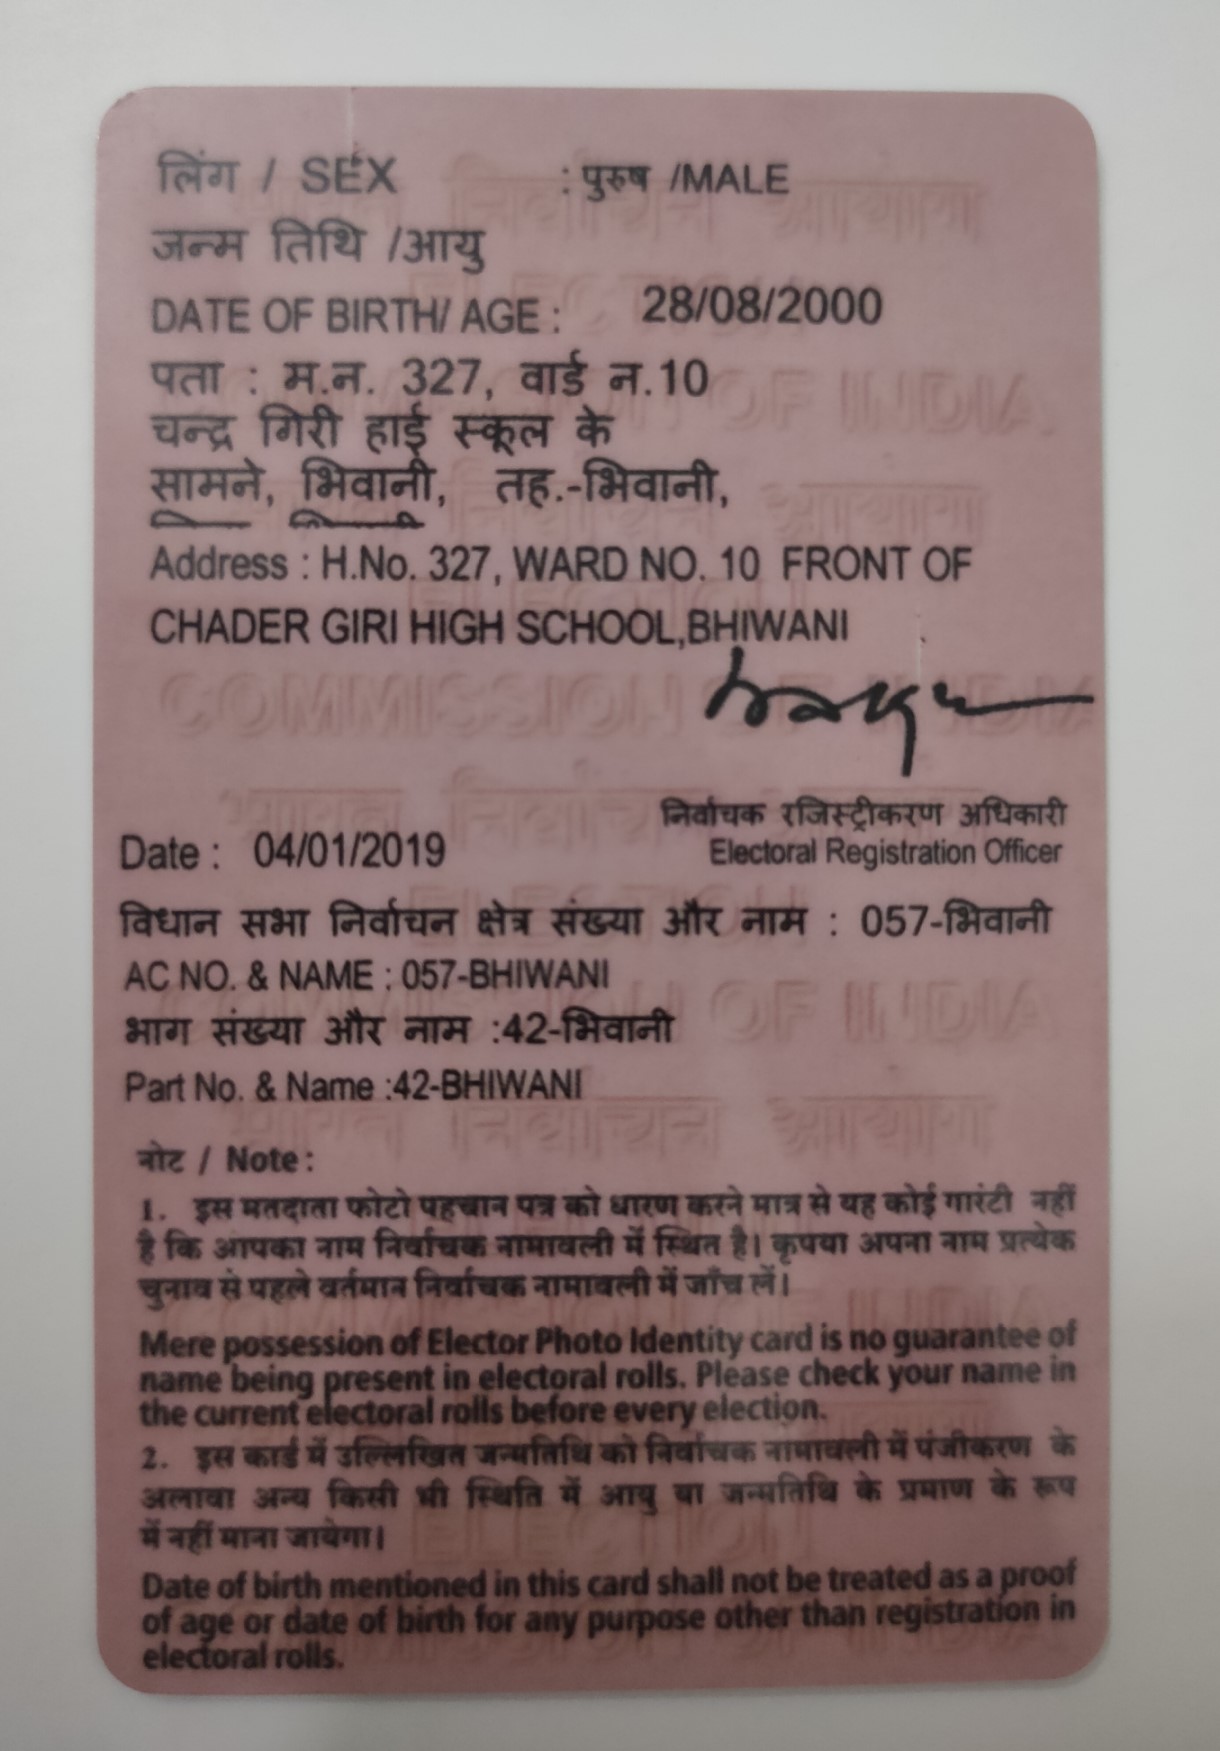 लिंग / SEX : पुरुष /MALE
जन्म तिथि /आयु
DATE OF BIRTH/ AGE : 28/08/2000
पता : म.न. 327, वार्ड न.10
चन्द्र गिरी हाई स्कूल के
सामने, भिवानी, तह.-भिवानी,
Address : H.No. 327, WARD NO. 10 FRONT OF
CHADER GIRI HIGH SCHOOL,BHIWANI
निर्वाचक रजिस्ट्रीकरण अधिकारी
Date : 04/01/2019 Electoral Registration Officer
विधान सभा निर्वाचन क्षेत्र संख्या और नाम : 057-भिवानी
AC NO. & NAME : 057-BHIWANI
भाग संख्या और नाम :42-भिवानी
Part No. & Name :42-BHIWANI
नोट / Note :
1. इस मतदाता फोटो पहचान पत्र को धारण करने मात्र से यह कोई गारंटी नहीं
है कि आपका नाम निर्वाचक नामावली में स्थित है। कृपया अपना नाम प्रत्येक
चुनाव से पहले वर्तमान निर्वाचक नामावली में जाँच लें।
Mere possession of Elector Photo Identity card is no guarantee of
name being present in electoral rolls. Please check your name in
the current electoral rolls before every election.
2. इस कार्ड में उल्लिखित जन्मतिथि को निर्वाचक नामावली में पंजीकरण के
अलावा अन्य किसी भी स्थिति में आयु या जन्मतिथि के प्रमाण के रूप
में नहीं माना जायेगा।
Date of birth mentioned in this card shall not be treated as a proof
of age or date of birth for any purpose other than registration in
electoral rolls.